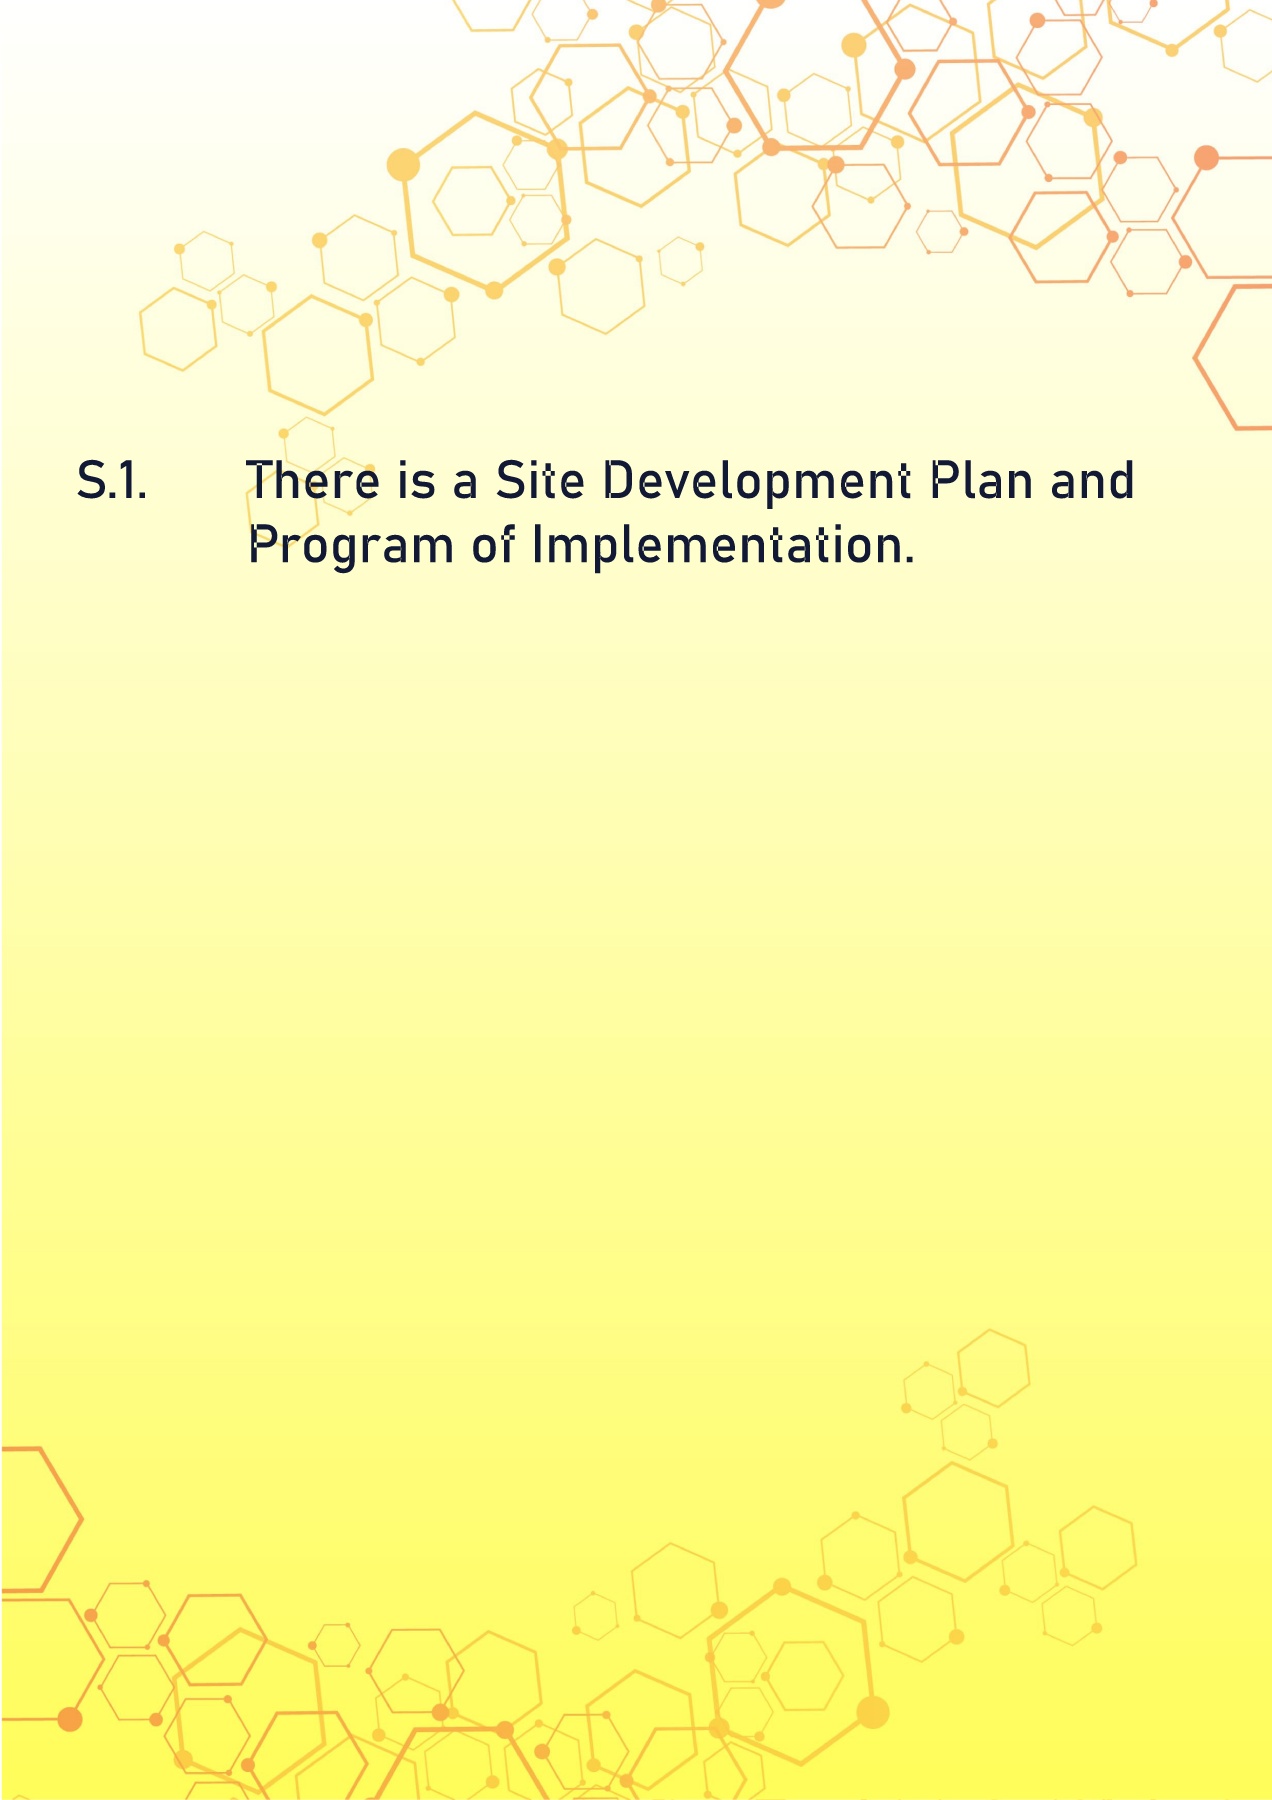 S.1. There is a Site Development Plan and
Program of Implementation.